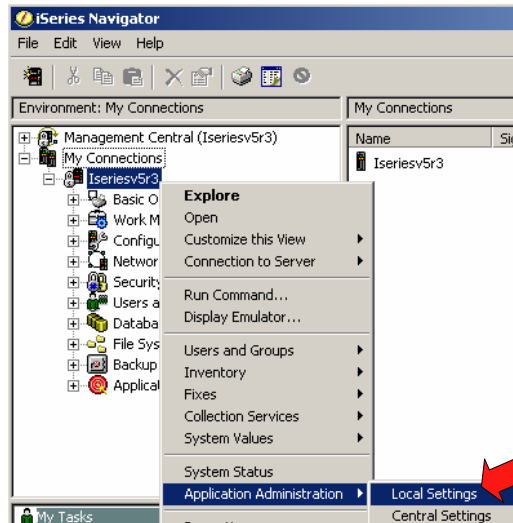 iSeries Navigator
File Edit View Help
Environment: My Connections
My Connections
Management Central (Iseriesv5r3)
Name
My Connections
Iseriesv5r3
Iseriesv5r3
Basic O
Explore
Work M
Open
Configu
Customize this View
Networ
Connection to Server
Security
Users a
Run Command...
Databa
Display Emulator...
File Sys
Users and Groups
Backup
Inventory
Applicat
Fixes
Collection Services
System Values
System Status
Application Administration
Local Settings
My Tasks
Central Settings